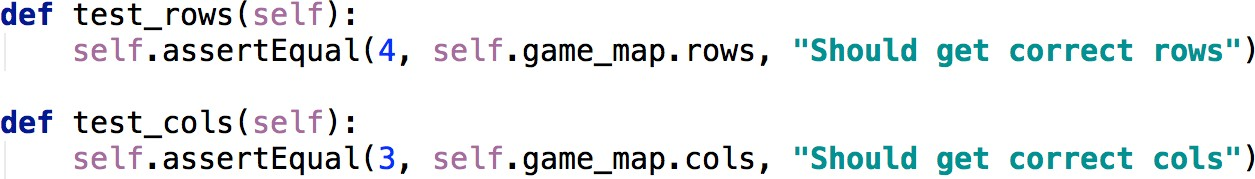 def test_rows(self):
    self.assertEqual(4, self.game_map.rows, "Should get correct rows")
def test_cols(self):
    self.assertEqual(3, self.game_map.cols, "Should get correct cols")